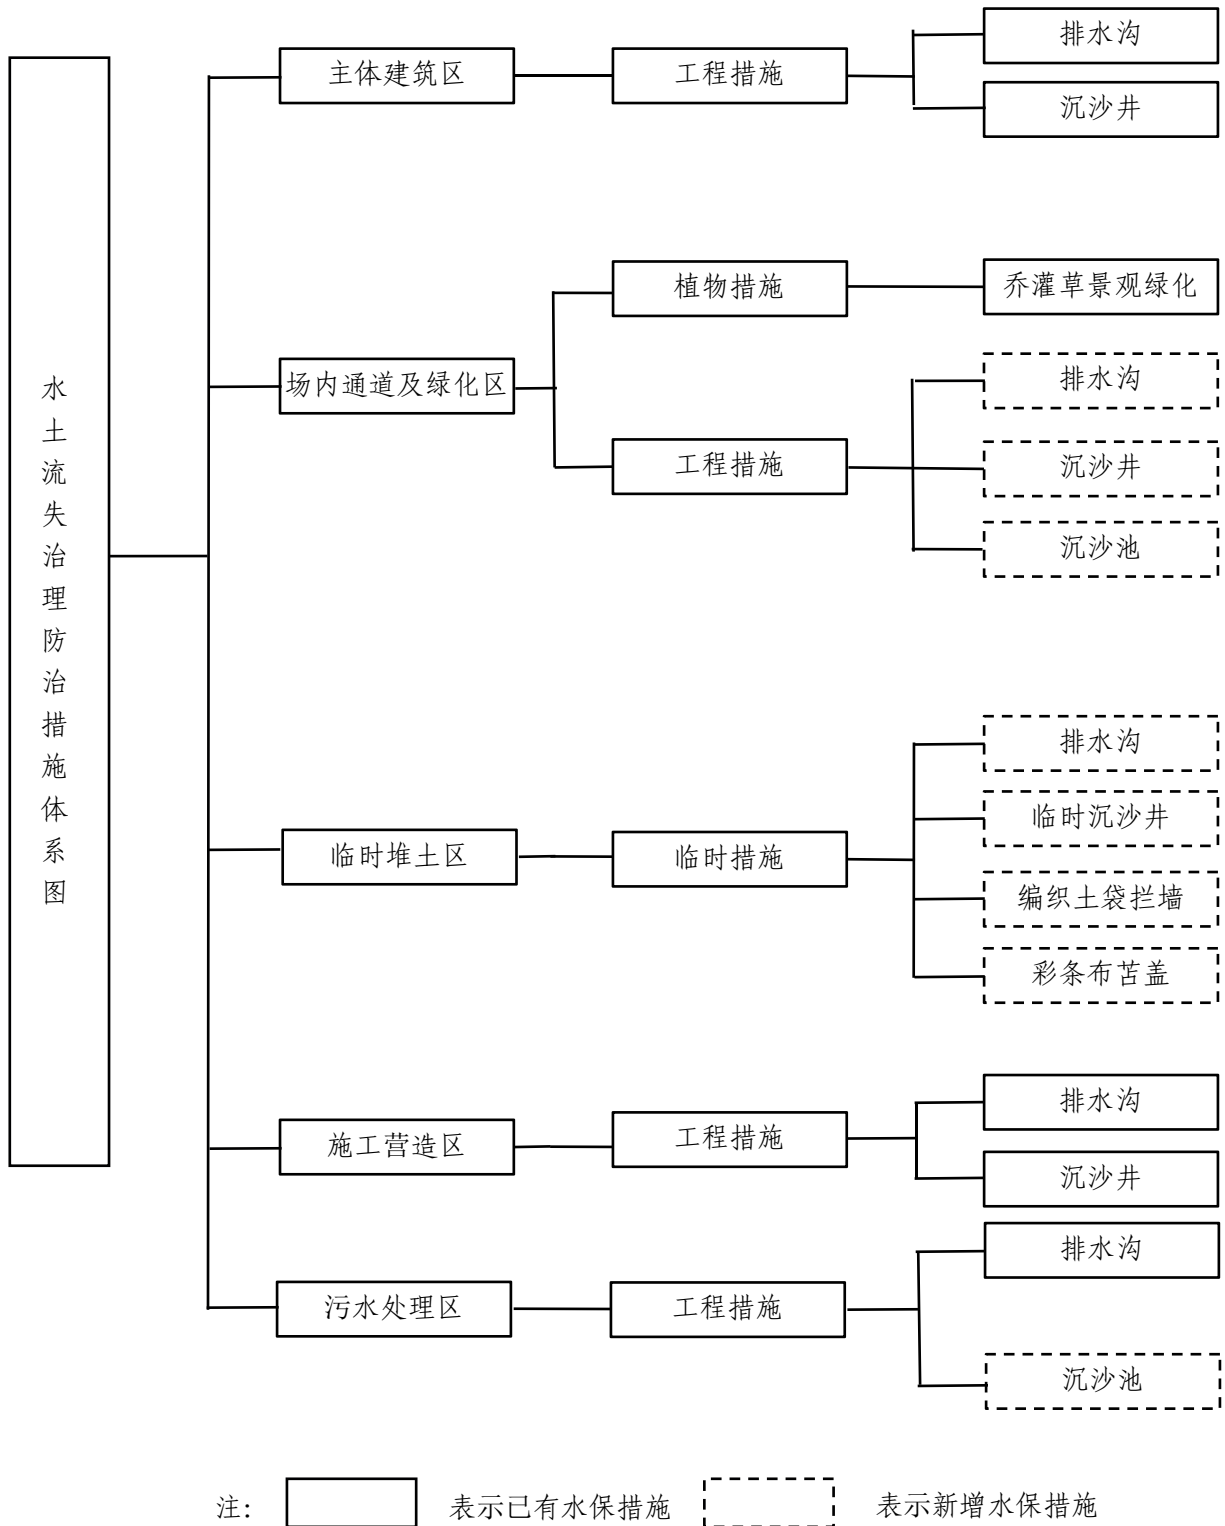 水土流失治理防治措施体系图
主体建筑区
工程措施
排水沟
沉沙井
场内通道及绿化区
植物措施
乔灌草景观绿化
工程措施
排水沟
沉沙井
沉沙池
临时堆土区
临时措施
排水沟
临时沉沙井
编织土袋拦墙
彩条布苫盖
施工营造区
工程措施
排水沟
沉沙井
污水处理区
工程措施
排水沟
沉沙池
注: 表示已有水保措施 表示新增水保措施